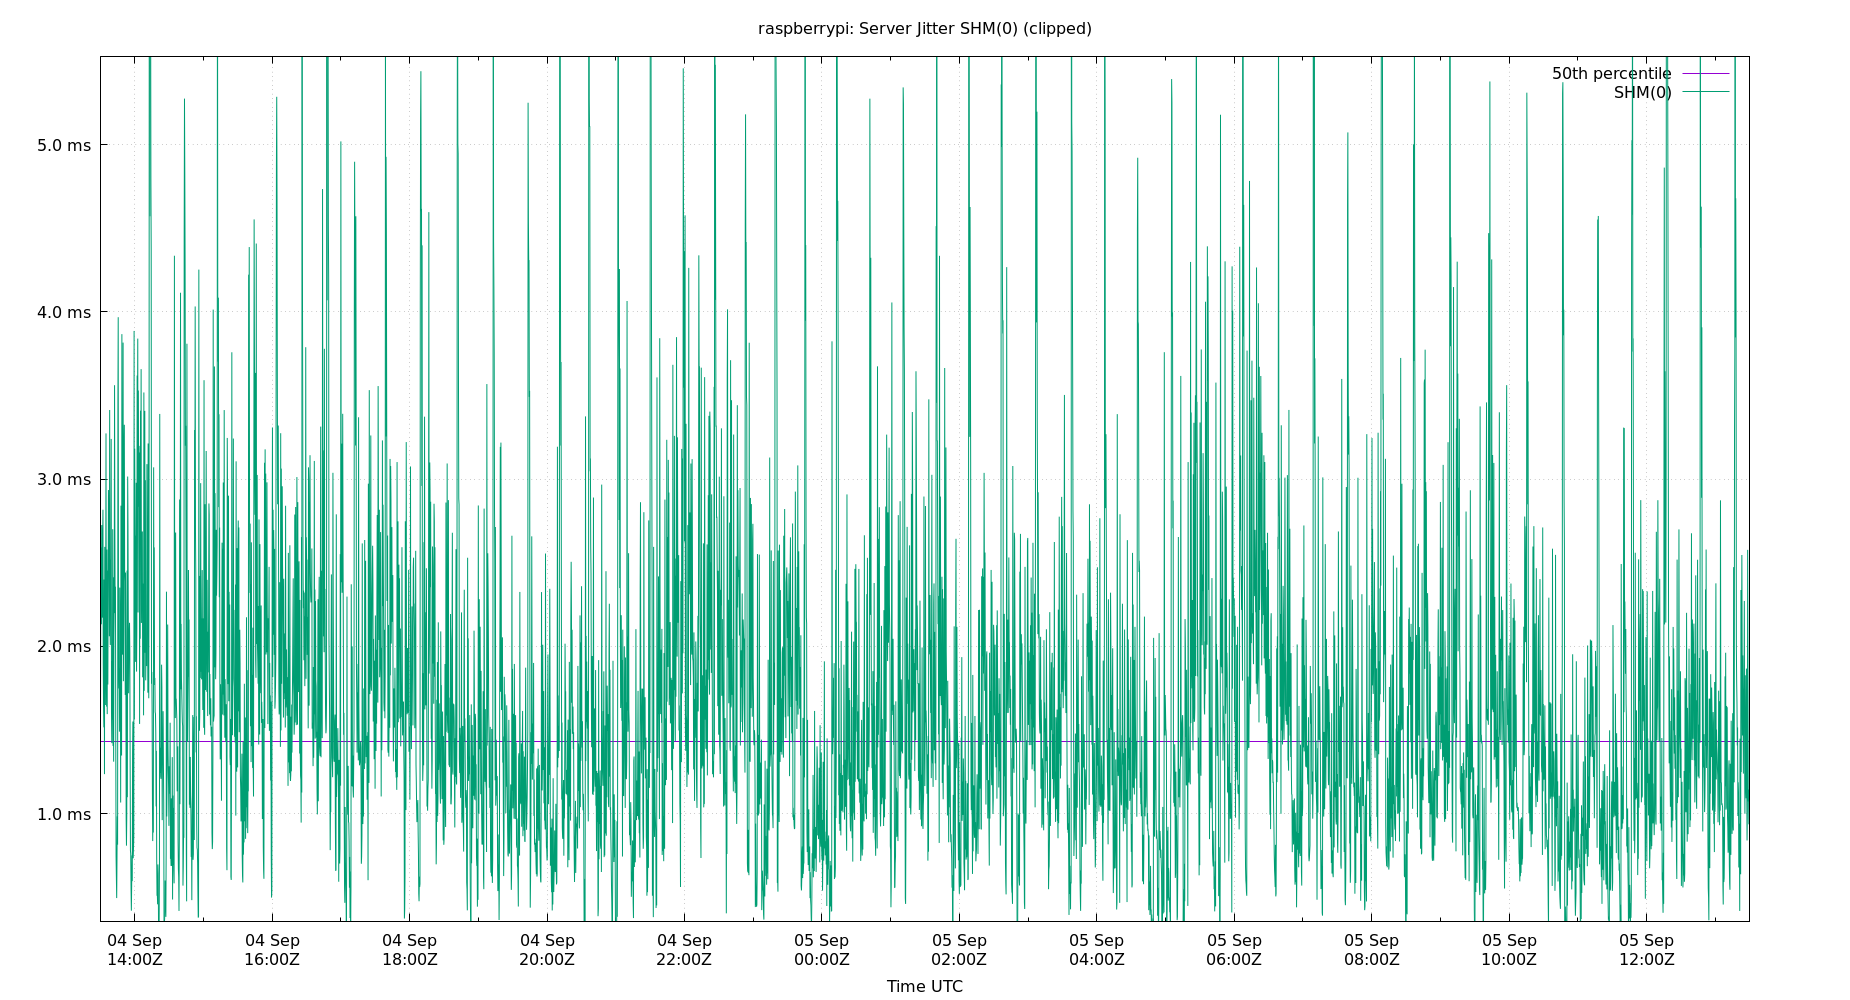 raspberrypi: Server Jitter SHM(0) (clipped)
50th percentile
SHM(0)
5.0 ms
4.0 ms
3.0 ms
2.0 ms
1.0 ms
04 Sep 04 Sep 04 Sep 04 Sep 04 Sep 05 Sep 05 Sep 05 Sep 05 Sep 05 Sep 05 Sep 05 Sep
14:00Z 16:00Z 18:00Z 20:00Z 22:00Z 00:00Z 02:00Z 04:00Z 06:00Z 08:00Z 10:00Z 12:00Z
Time UTC